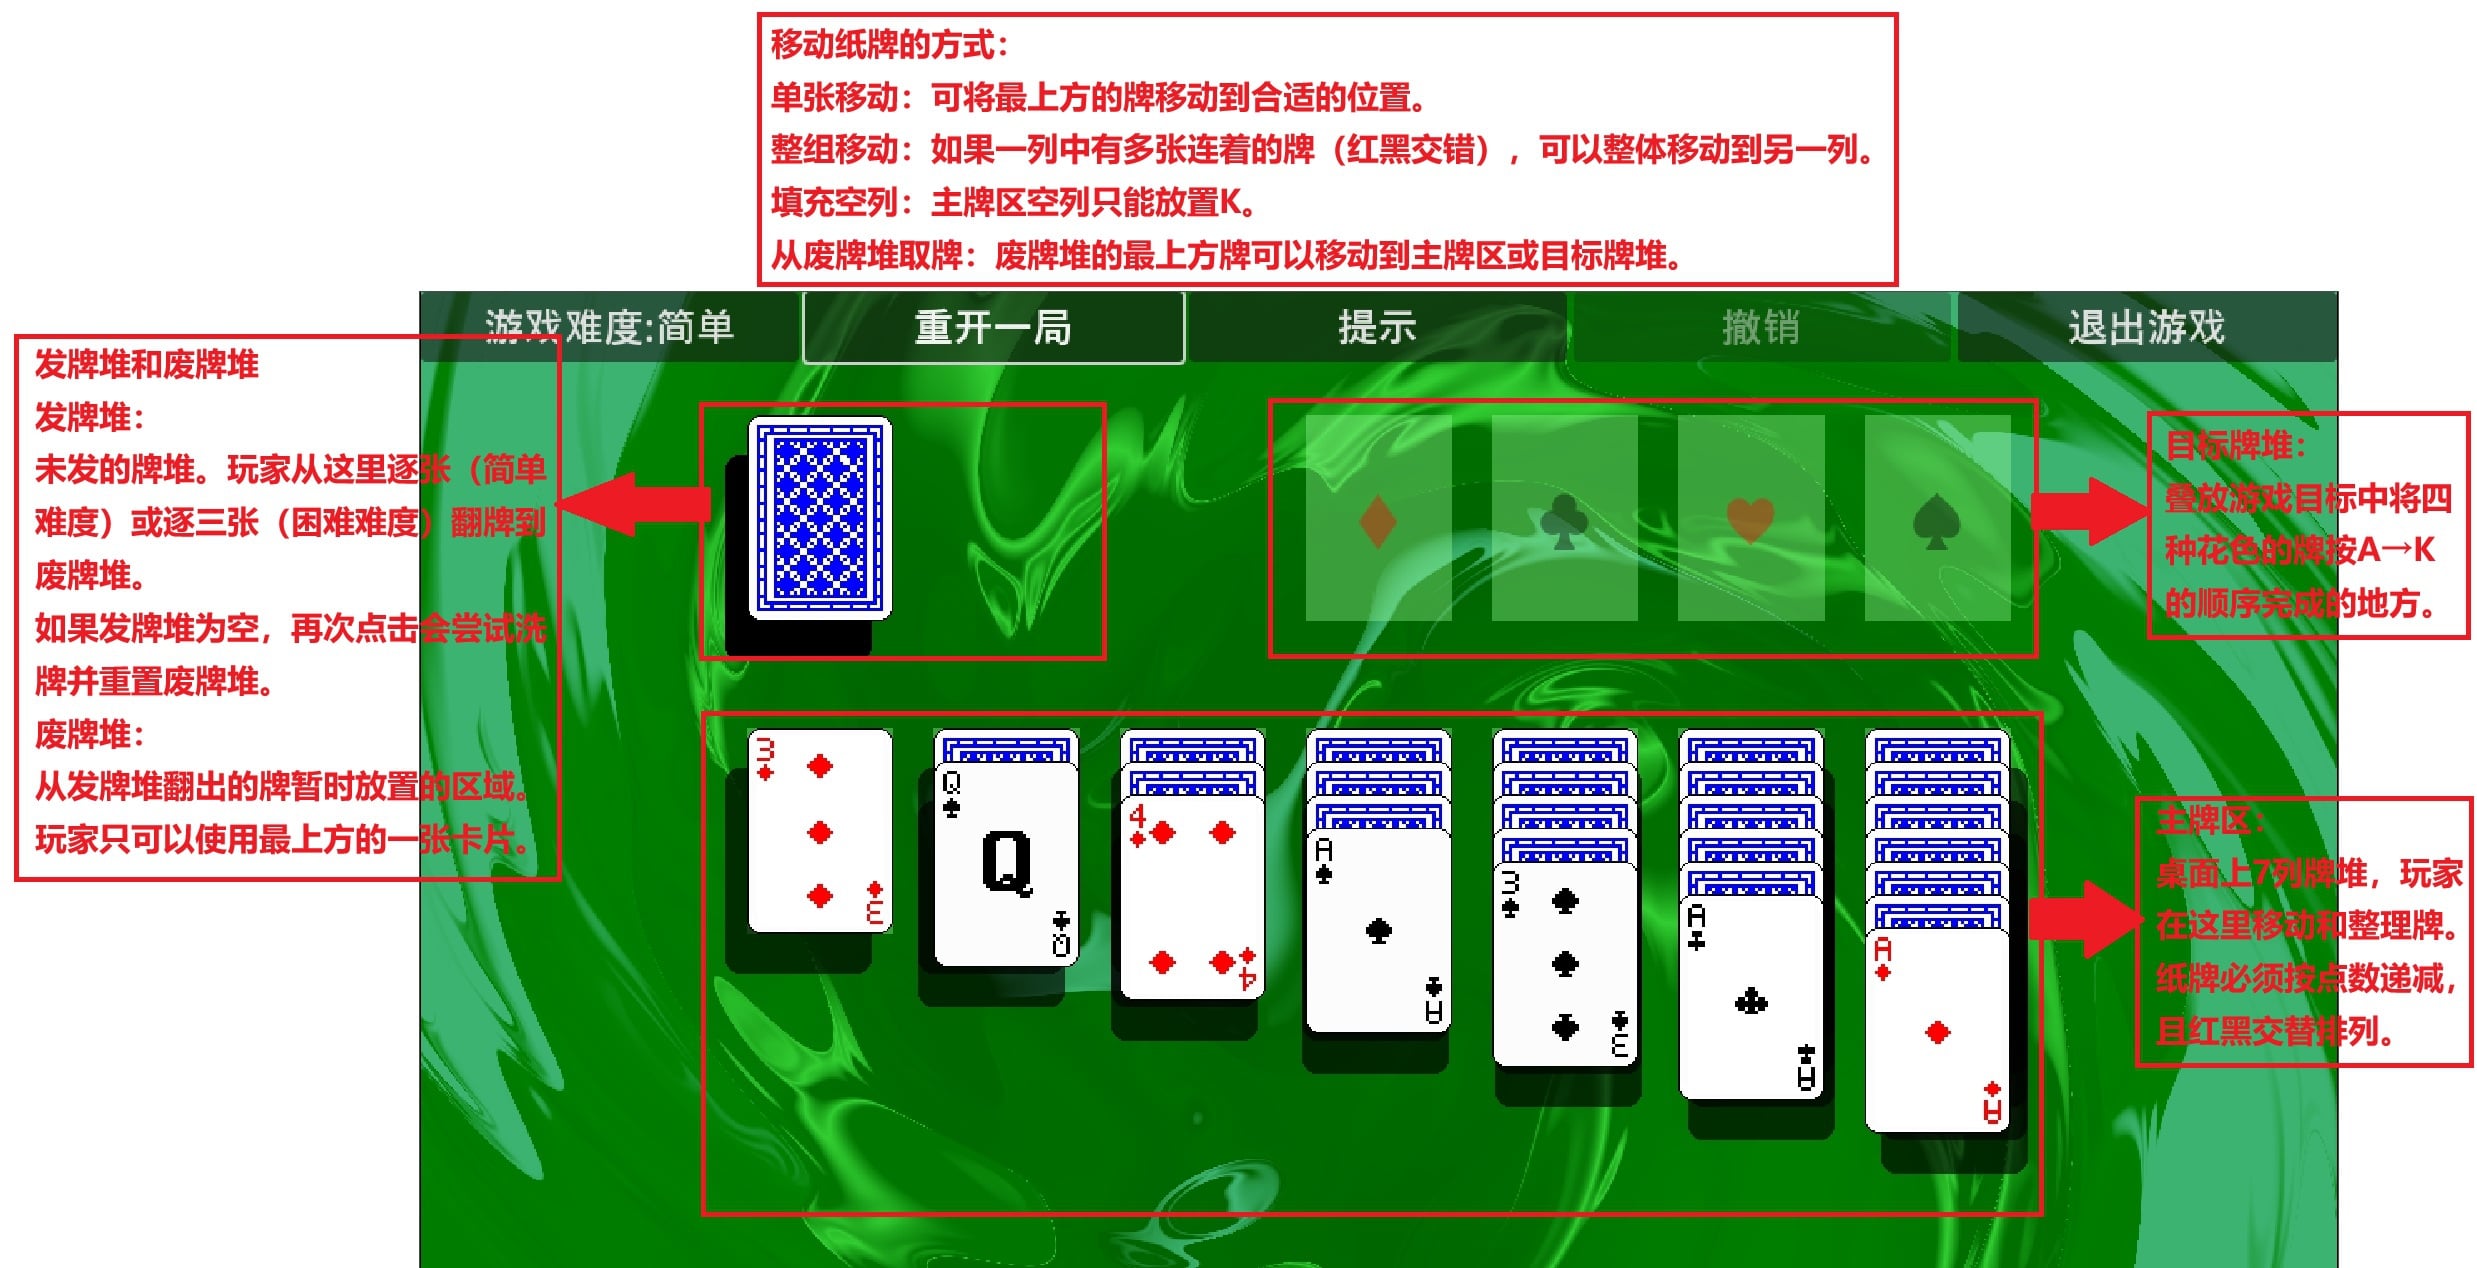 移动纸牌的方式：
单张移动：可将最上方的牌移动到合适的位置。
整组移动：如果一列中有多张连着的牌（红黑交错），可以整体移动到另一列。
填充空列：主牌区空列只能放置K。
从废牌堆取牌：废牌堆的最上方牌可以移动到主牌区或目标牌堆。
游戏难度:简单
重开一局
提示
撤销
退出游戏
发牌堆和废牌堆
发牌堆：
未发的牌堆。玩家从这里逐张（简单
难度）或逐三张（困难难度）翻牌到
废牌堆。
如果发牌堆为空，再次点击会尝试洗
牌并重置废牌堆。
废牌堆：
从发牌堆翻出的牌暂时放置的区域。
玩家只可以使用最上方的一张卡片。
目标牌堆：
叠放游戏目标中将四
种花色的牌按A→K
的顺序完成的地方。
3
3
Q
Q
Q
4
4
A
A
3
3
A
A
A
A
主牌区：
桌面上7列牌堆，玩家
在这里移动和整理牌。
纸牌必须按点数递减，
且红黑交替排列。